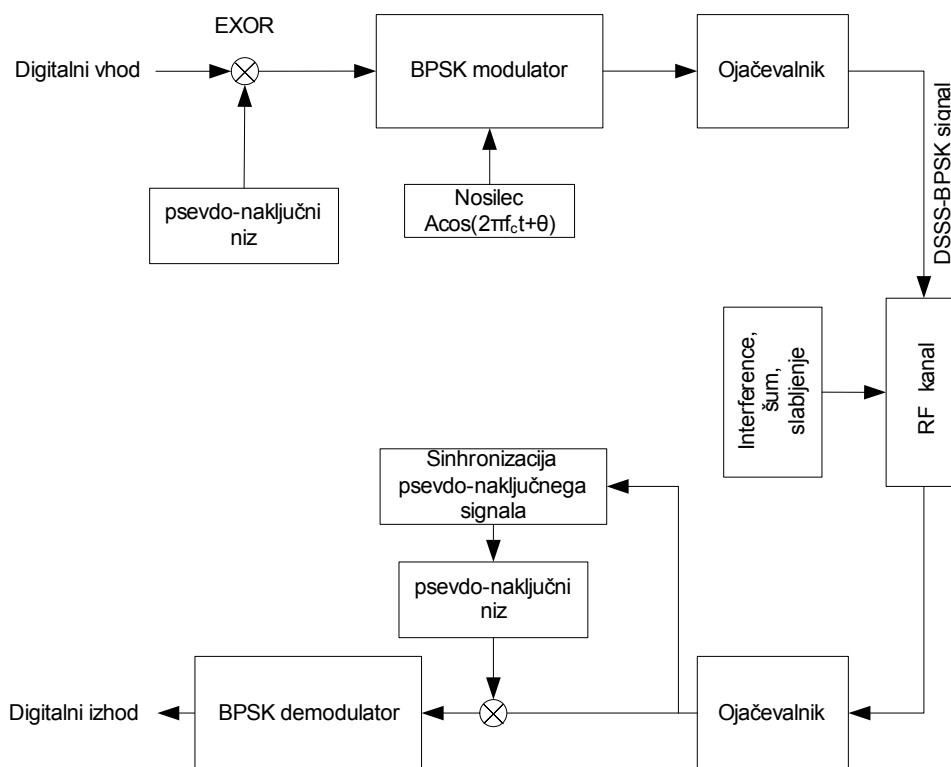 EXOR
Digitalni vhod
BPSK modulator
Ojačevalnik
psevdo-naključni
niz
Nosilec
Acos(2πf꜀t+θ)
DSSS-BPSK signal
Interference,
šum,
slabljenje
RF kanal
Sinhronizacija
psevdo-naključnega
signala
psevdo-naključni
niz
Digitalni izhod
BPSK demodulator
Ojačevalnik